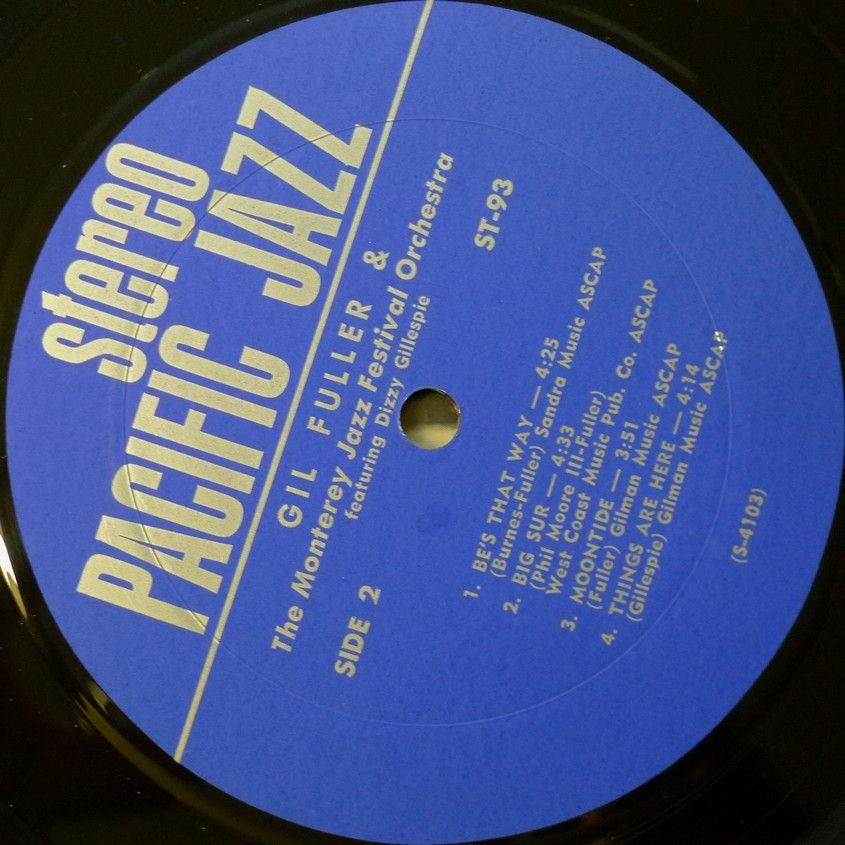 stereo
PACIFIC JAZZ
GIL FULLER &
The Monterey Jazz Festival Orchestra
featuring Dizzy Gillespie
SIDE 2
ST-93
1. BE'S THAT WAY — 4:25
(Burnes-Fuller) Sandra Music ASCAP
2. BIG SUR — 4:33
(Phil Moore III-Fuller)
West Coast Music Pub. Co. ASCAP
3. MOONTIDE — 3:51
(Fuller) Gilman Music ASCAP
4. THINGS ARE HERE — 4:14
(Gillespie) Gilman Music ASCAP
(S-4103)